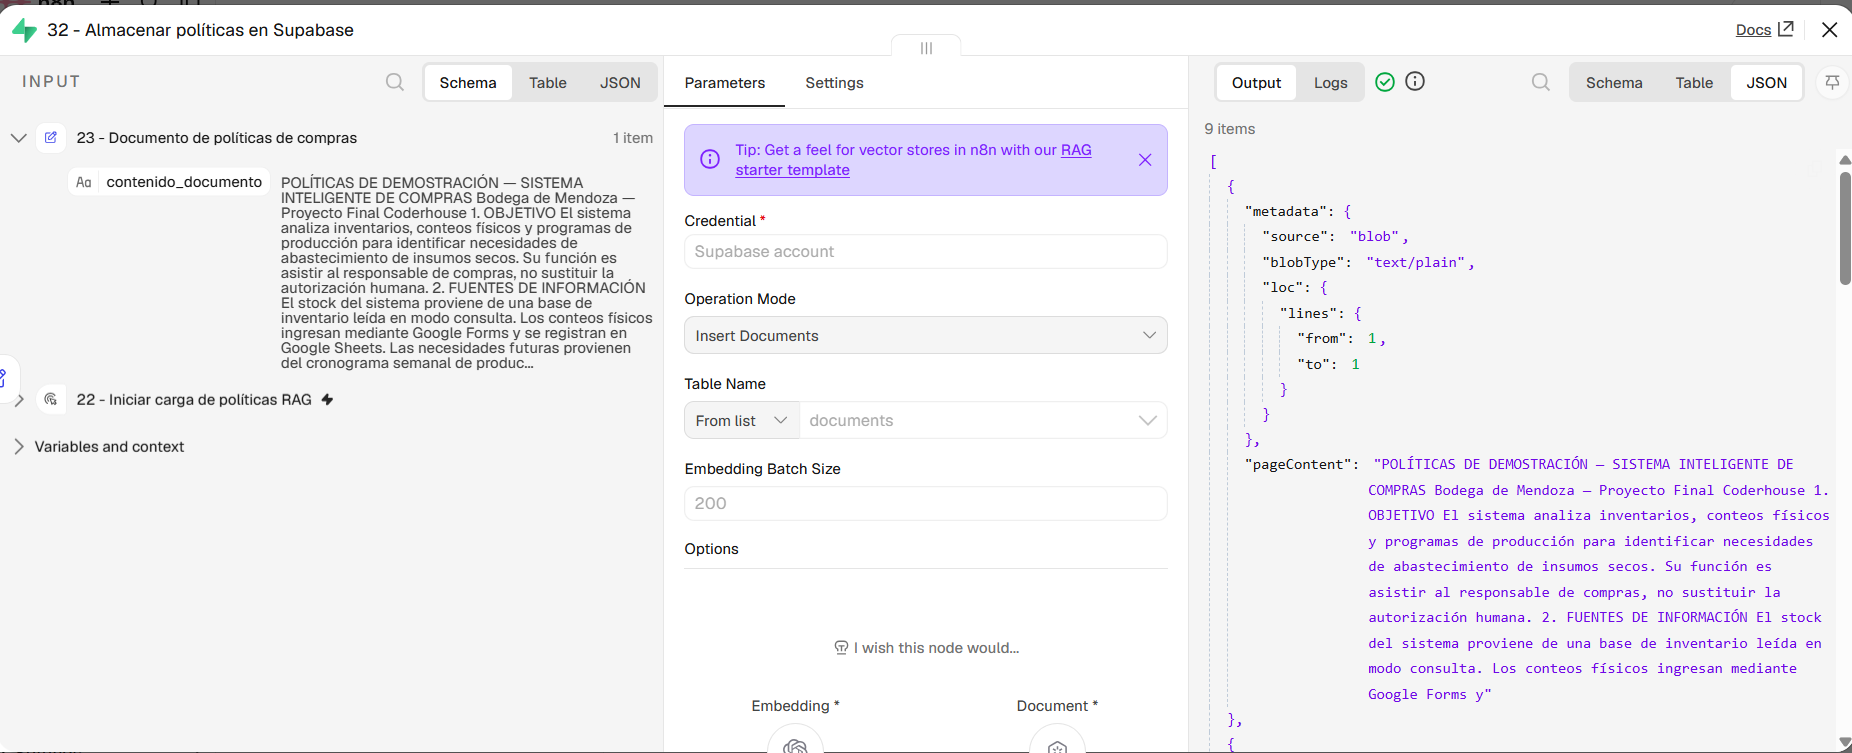 32 - Almacenar políticas en Supabase
Docs
INPUT
Schema
Table
JSON
23 - Documento de políticas de compras
1 item
Aa contenido_documento
POLÍTICAS DE DEMOSTRACIÓN — SISTEMA
INTELIGENTE DE COMPRAS Bodega de Mendoza —
Proyecto Final Coderhouse 1. OBJETIVO El sistema
analiza inventarios, conteos físicos y programas de
producción para identificar necesidades de
abastecimiento de insumos secos. Su función es
asistir al responsable de compras, no sustituir la
autorización humana. 2. FUENTES DE INFORMACIÓN
El stock del sistema proviene de una base de
inventario leída en modo consulta. Los conteos físicos
ingresan mediante Google Forms y se registran en
Google Sheets. Las necesidades futuras provienen
del cronograma semanal de produc...
22 - Iniciar carga de políticas RAG
Variables and context
Parameters
Settings
Tip: Get a feel for vector stores in n8n with our RAG
starter template
Credential *
Supabase account
Operation Mode
Insert Documents
Table Name
From list
documents
Embedding Batch Size
200
Options
I wish this node would...
Embedding *
Document *
Output
Logs
Schema
Table
JSON
9 items
[
{
"metadata": {
"source": "blob",
"blobType": "text/plain",
"loc": {
"lines": {
"from": 1,
"to": 1
}
}
},
"pageContent": "POLÍTICAS DE DEMOSTRACIÓN — SISTEMA INTELIGENTE DE
COMPRAS Bodega de Mendoza — Proyecto Final Coderhouse 1.
OBJETIVO El sistema analiza inventarios, conteos físicos
y programas de producción para identificar necesidades
de abastecimiento de insumos secos. Su función es
asistir al responsable de compras, no sustituir la
autorización humana. 2. FUENTES DE INFORMACIÓN El stock
del sistema proviene de una base de inventario leída en
modo consulta. Los conteos físicos ingresan mediante
Google Forms y"
},
{